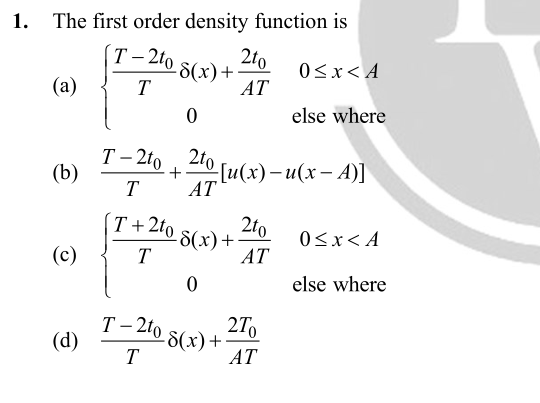 1. The first order density function is
(a) { (T – 2t₀)/T δ(x) + 2t₀/AT    0 ≤ x < A
0    else where
(b) (T – 2t₀)/T + 2t₀/AT [u(x) – u(x – A)]
(c) { (T + 2t₀)/T δ(x) + 2t₀/AT    0 ≤ x < A
0    else where
(d) (T – 2t₀)/T δ(x) + 2T₀/AT